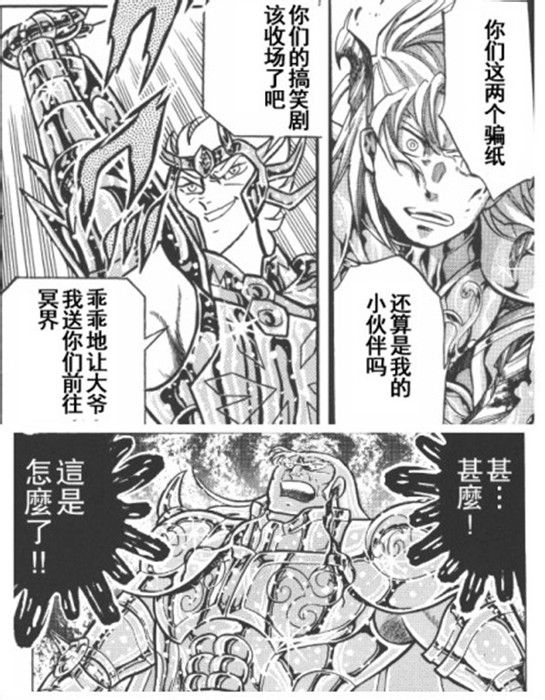 你们这两个骗纸
还算是我的
小伙伴吗
你们的搞笑剧
该收场了吧
乖乖地让大爷
我送你们前往
冥界
甚…
甚麼！
這是
怎麼了!!